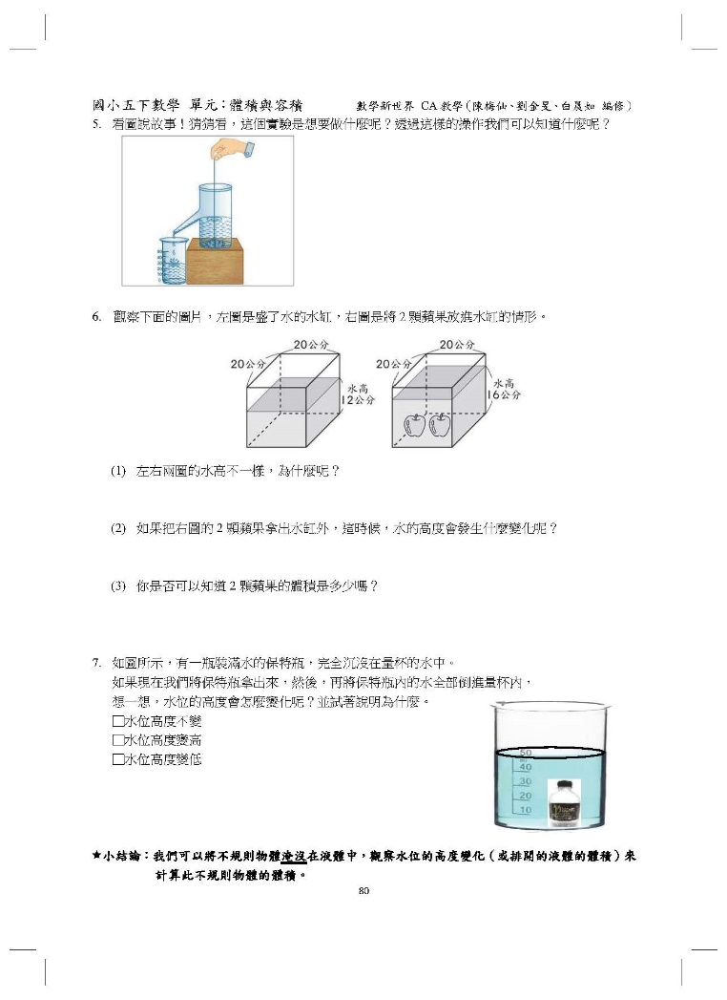 國小五下數學 單元：體積與容積 數學新世界 CA 教學（陳梅仙、劉金旻、白晨如 編修）
5. 看圖說故事！猜猜看，這個實驗是想要做什麼呢？透過這樣的操作我們可以知道什麼呢？
6. 觀察下面的圖片，左圖是盛了水的水缸，右圖是將 2 顆蘋果放進水缸的情形。
20公分 20公分
20公分 20公分
水高 12公分
水高 16公分
(1) 左右兩圖的水高不一樣，為什麼呢？
(2) 如果把右圖的 2 顆蘋果拿出水缸外，這時候，水的高度會發生什麼變化呢？
(3) 你是否可以知道 2 顆蘋果的體積是多少嗎？
7. 如圖所示，有一瓶裝滿水的保特瓶，完全沉沒在量杯的水中。
如果現在我們將保特瓶拿出來，然後，再將保特瓶內的水全部倒進量杯內，
想一想，水位的高度會怎麼變化呢？並試著說明為什麼。
□水位高度不變
□水位高度變高
□水位高度變低
50
40
30
20
10
★小結論：我們可以將不規則物體淹沒在液體中，觀察水位的高度變化（或排開的液體的體積）來
計算此不規則物體的體積。
80